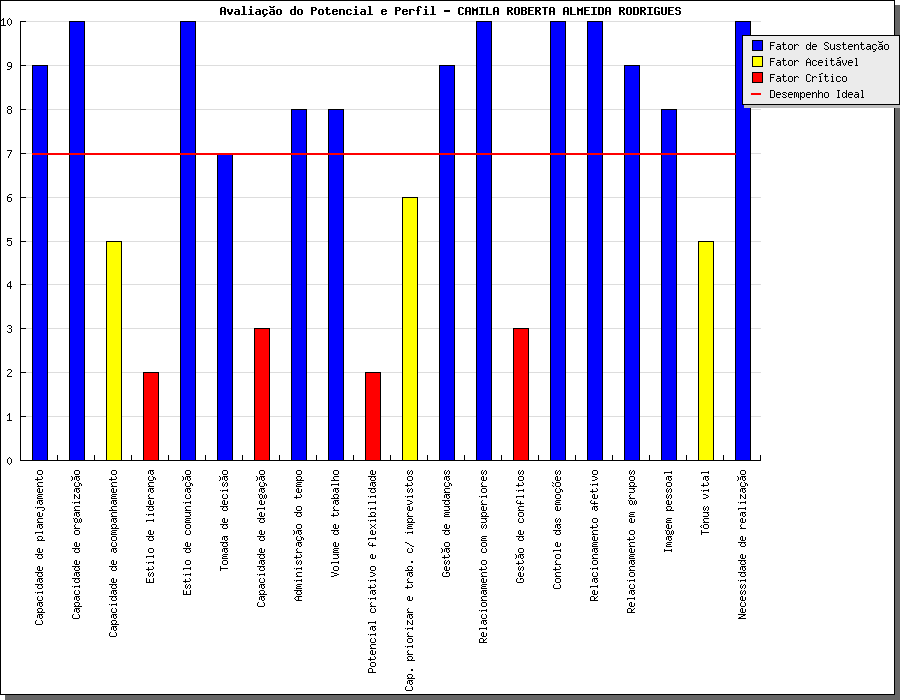 Avaliação do Potencial e Perfil - CAMILA ROBERTA ALMEIDA RODRIGUES
10
9
8
7
6
5
4
3
2
1
0
Fator de Sustentação
Fator Aceitável
Fator Crítico
Desempenho Ideal
Capacidade de planejamento
Capacidade de organização
Capacidade de acompanhamento
Estilo de liderança
Estilo de comunicação
Tomada de decisão
Capacidade de delegação
Administração do tempo
Volume de trabalho
Potencial criativo e flexibilidade
Cap. priorizar e trab. c/ imprevistos
Gestão de mudanças
Relacionamento com superiores
Gestão de conflitos
Controle das emoções
Relacionamento afetivo
Relacionamento em grupos
Imagem pessoal
Tônus vital
Necessidade de realização